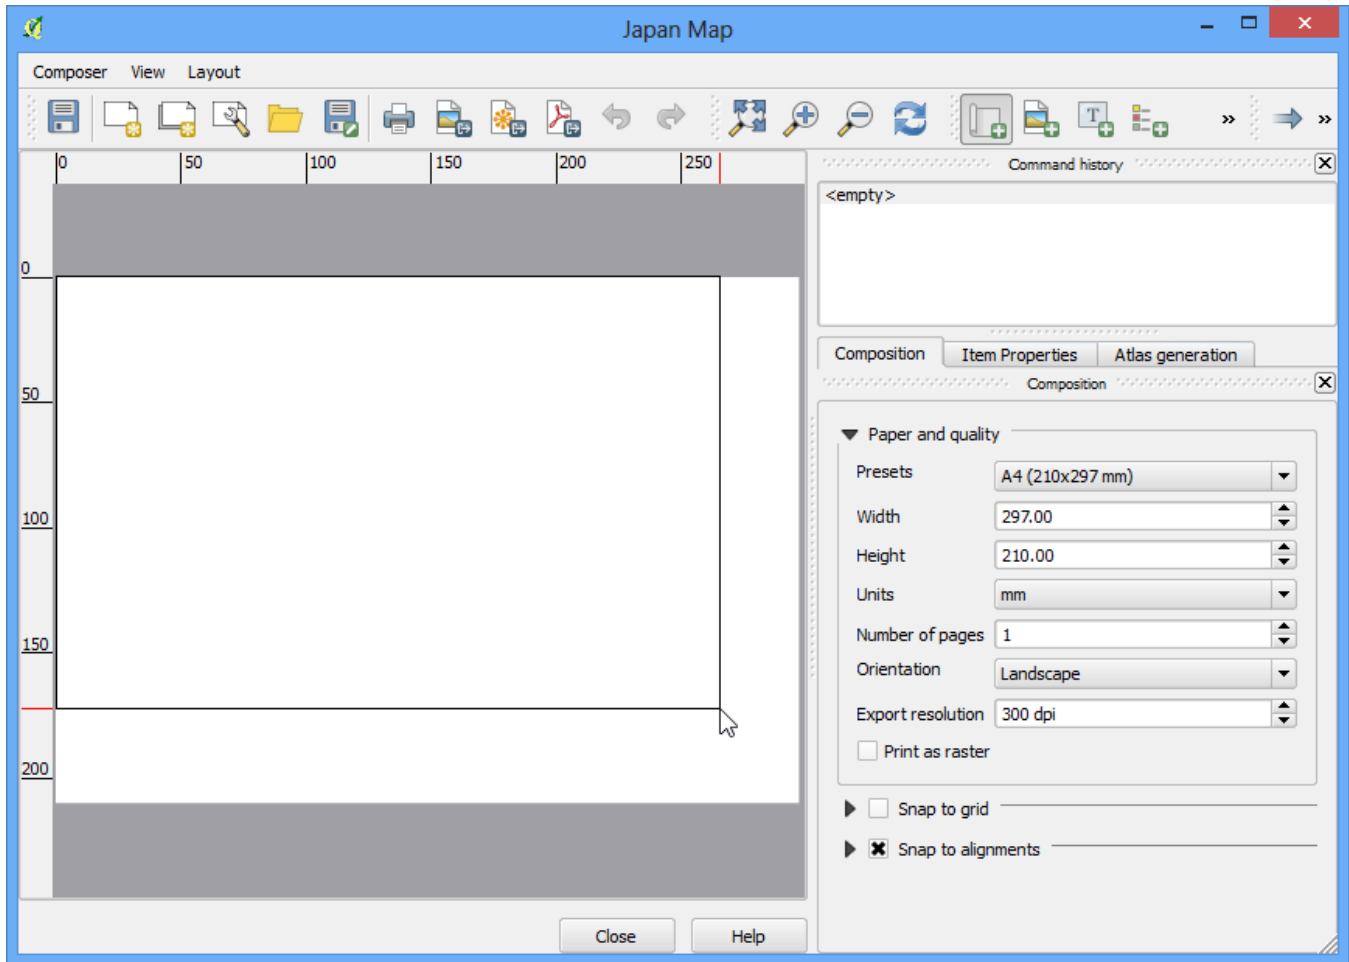 Japan Map
Composer View Layout
T
0 50 100 150 200 250
Command history
<empty>
0
50
100
150
200
Composition Item Properties Atlas generation
Composition
Paper and quality
Presets A4 (210x297 mm)
Width 297.00
Height 210.00
Units mm
Number of pages 1
Orientation Landscape
Export resolution 300 dpi
Print as raster
Snap to grid
Snap to alignments
Close Help